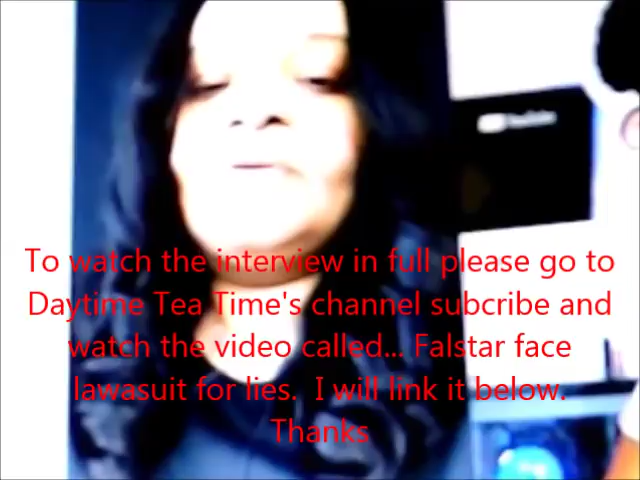 YouTube
To watch the interview in full please go to
Daytime Tea Time's channel subcribe and
watch the video called... Falstar face
lawasuit for lies.  I will link it below.
Thanks